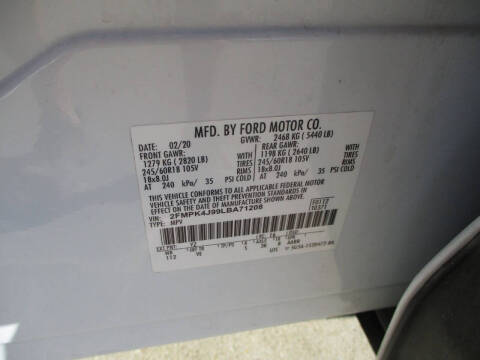 MFD. BY FORD MOTOR CO.
DATE: 02/20 GVWR: 2468 KG ( 5440 LB)
FRONT GAWR: REAR GAWR:
1279 KG ( 2820 LB) WITH 1198 KG ( 2640 LB) WITH
245/60R18 105V TIRES 245/60R18 105V TIRES
18x8.0J RIMS 18x8.0J RIMS
AT 240 kPa/ 35 PSI COLD AT 240 kPa/ 35 PSI COLD
THIS VEHICLE CONFORMS TO ALL APPLICABLE FEDERAL MOTOR
VEHICLE SAFETY AND THEFT PREVENTION STANDARDS IN
EFFECT ON THE DATE OF MANUFACTURE SHOWN ABOVE.
VIN: 2FMPK4J99LBA71208
TYPE: MPV
EXT PNT:
112